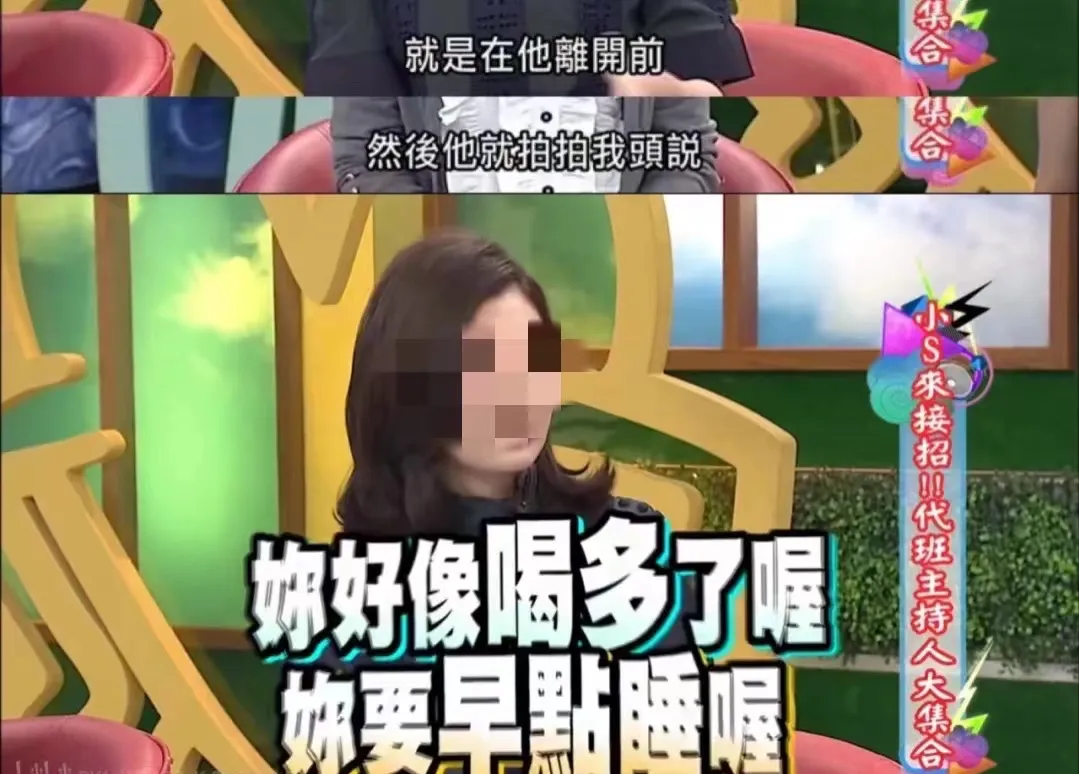 就是在他離開前
集合
然後他就拍拍我頭説
集合
小S來接招!!代班主持人大集合
妳好像喝多了喔
妳要早點睡喔